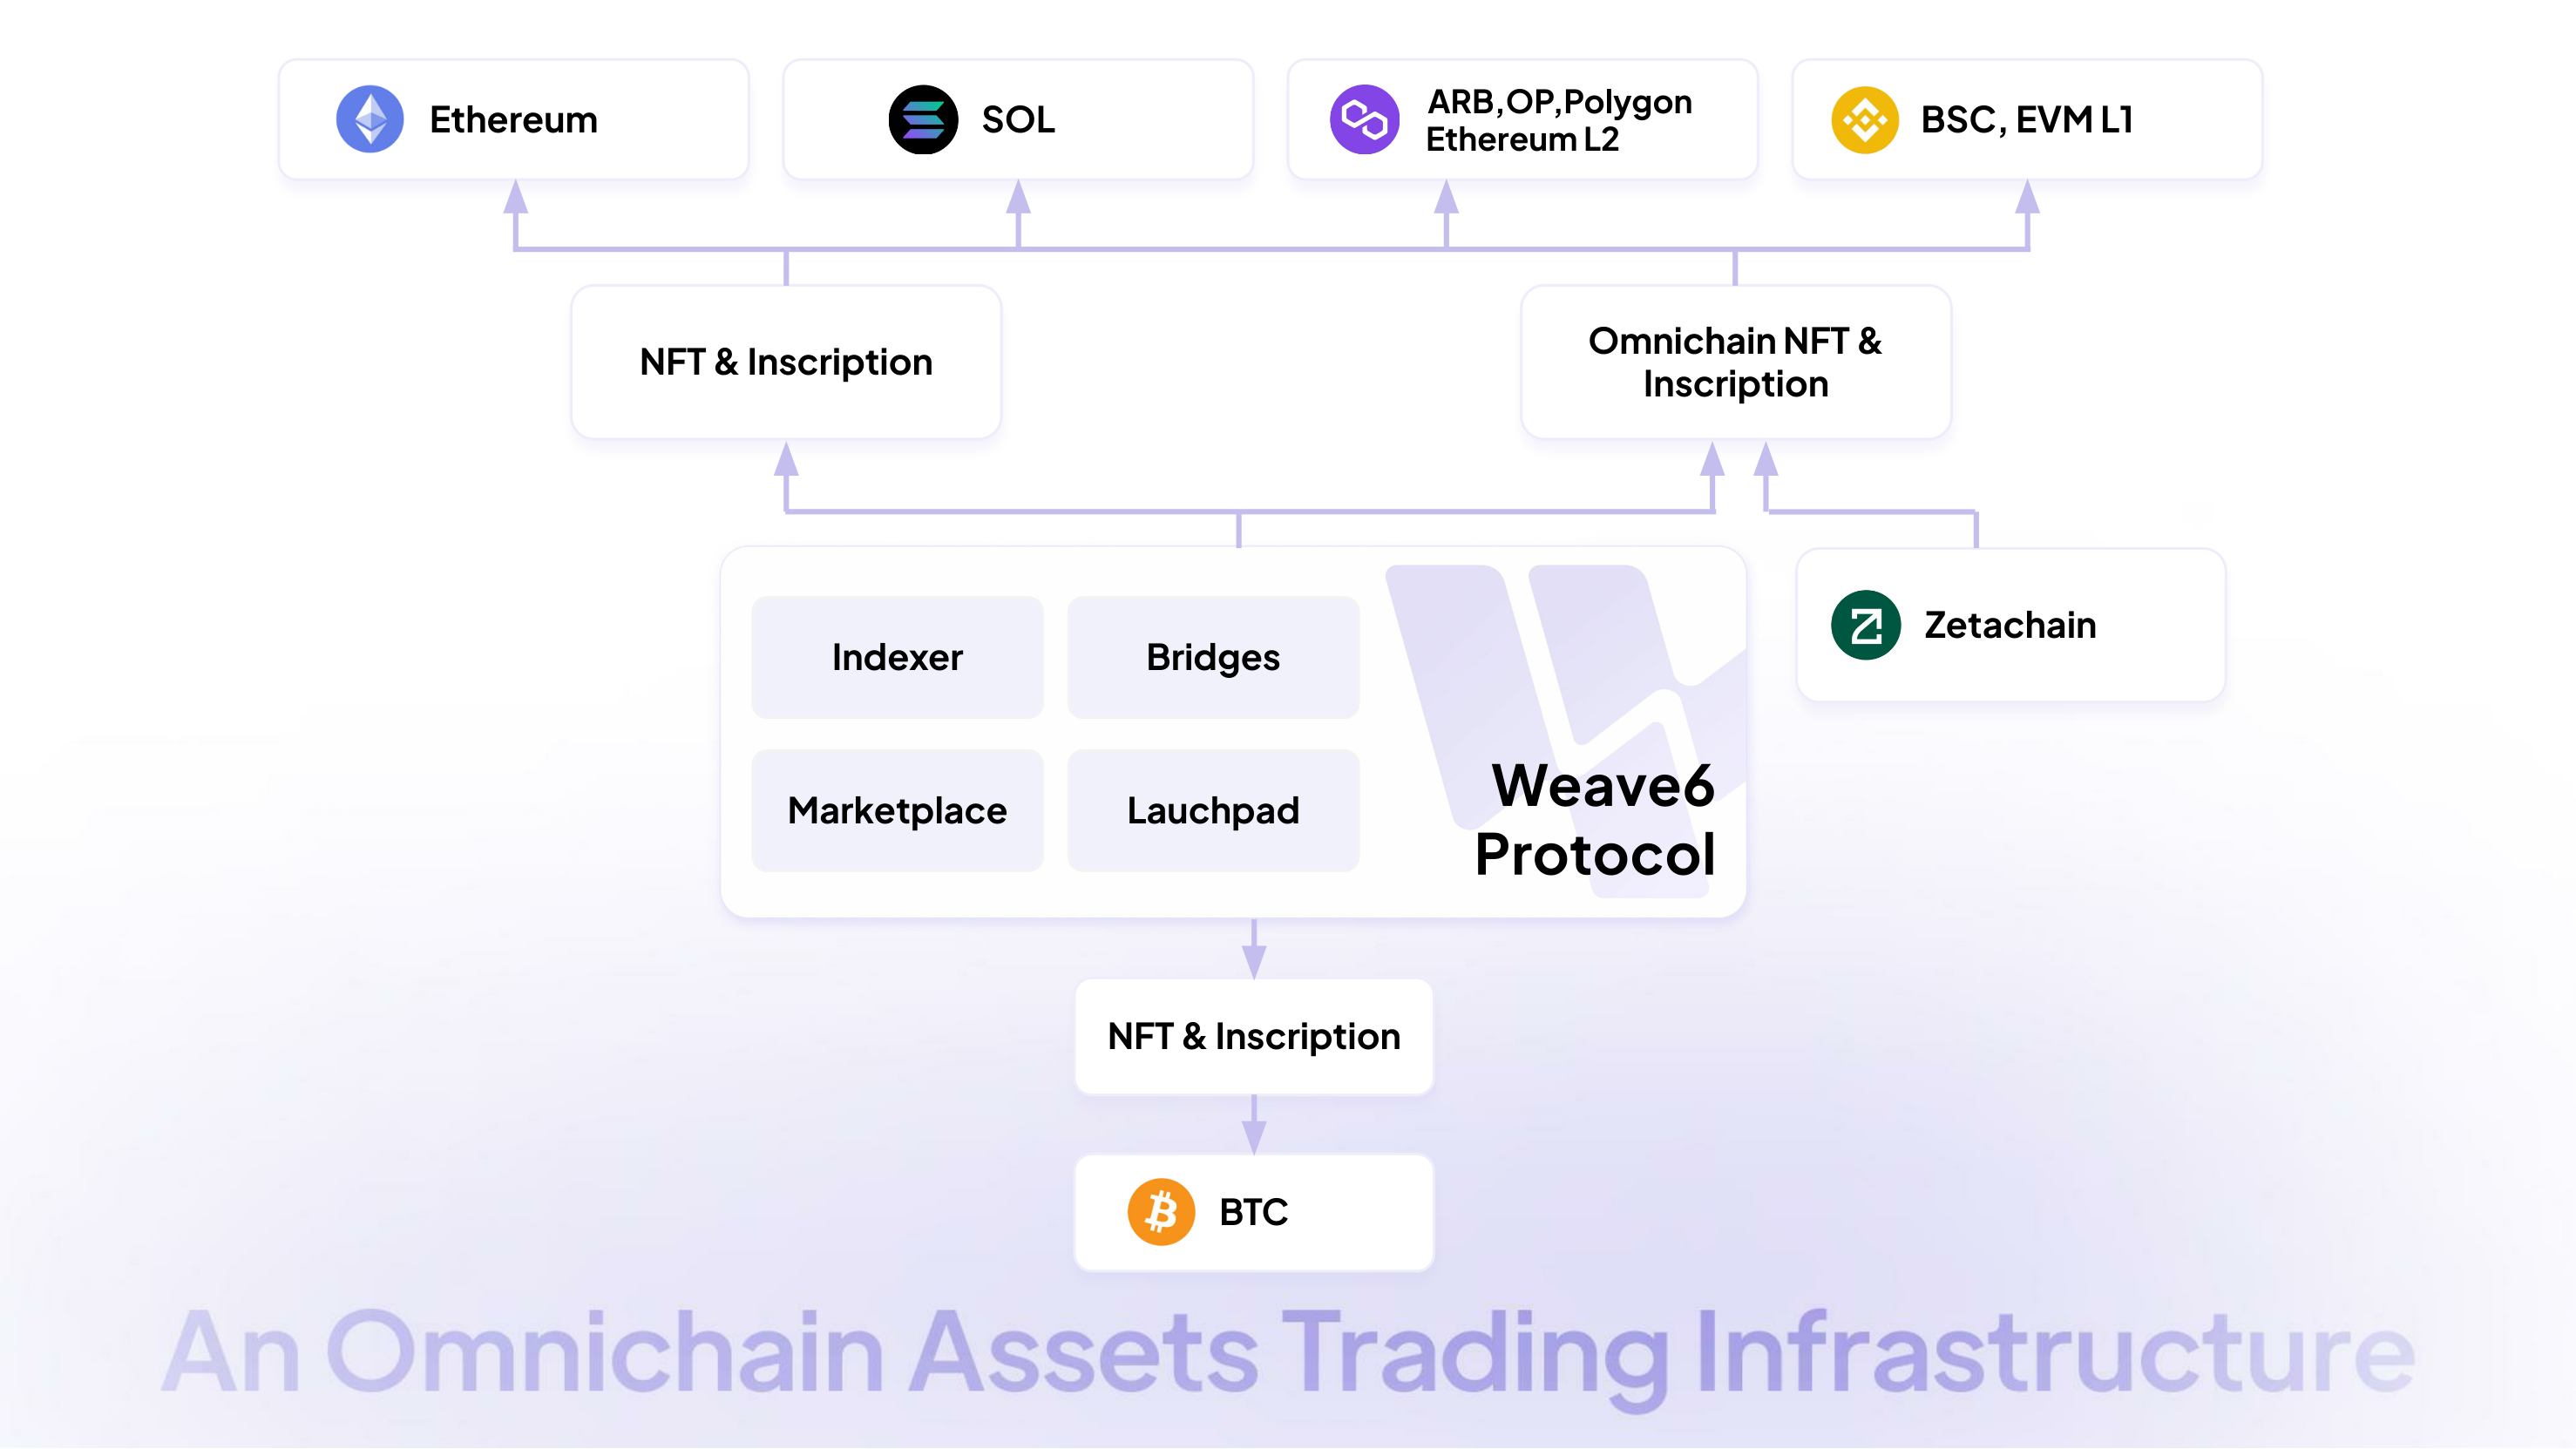 Ethereum
SOL
ARB,OP,Polygon
Ethereum L2
BSC, EVM L1
NFT & Inscription
Omnichain NFT &
Inscription
Indexer
Bridges
Marketplace
Lauchpad
Weave6
Protocol
Zetachain
NFT & Inscription
BTC
An Omnichain Assets Trading Infrastructure